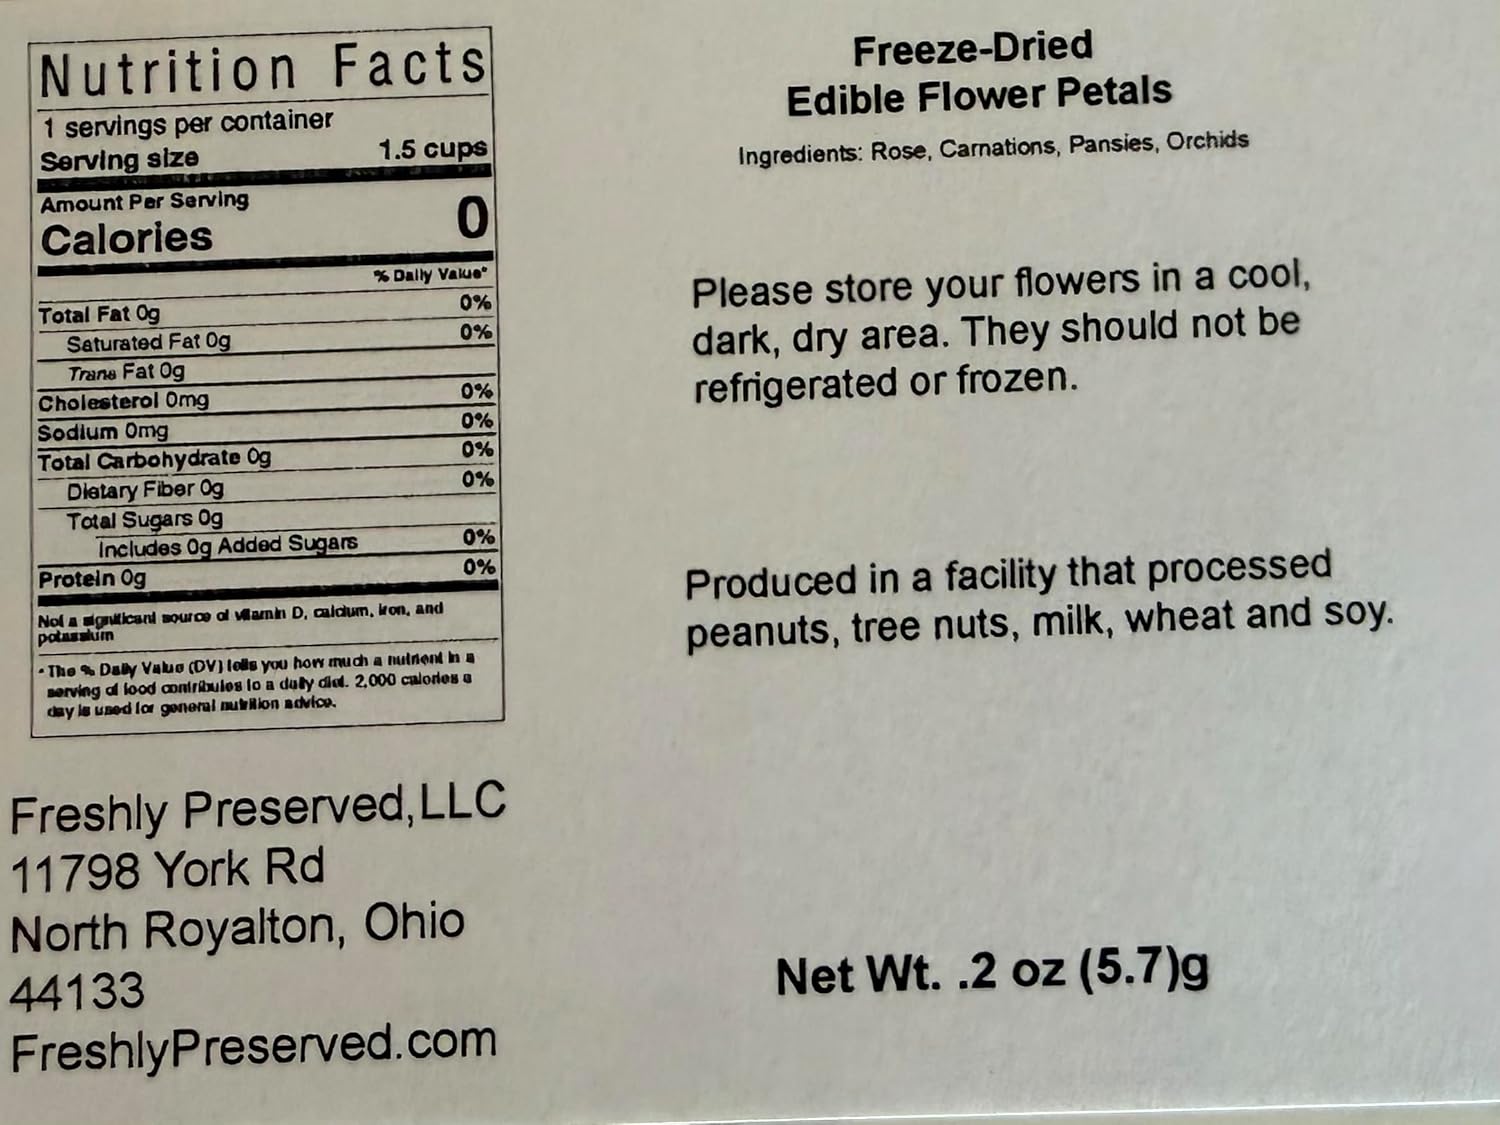 Nutrition Facts
1 servings per container
Serving size 1.5 cups
Amount Per Serving
Calories 0
% Daily Value*
Total Fat 0g 0%
Saturated Fat 0g 0%
Trans Fat 0g
Cholesterol 0mg 0%
Sodium 0mg 0%
Total Carbohydrate 0g 0%
Dietary Fiber 0g 0%
Total Sugars 0g
Includes 0g Added Sugars 0%
Protein 0g 0%
Not a significant source of vitamin D, calcium, iron, and
potassium
* The % Daily Value (DV) tells you how much a nutrient in a
serving of food contributes to a daily diet. 2,000 calories a
day is used for general nutrition advice.
Freshly Preserved,LLC
11798 York Rd
North Royalton, Ohio
44133
FreshlyPreserved.com
Freeze-Dried
Edible Flower Petals
Ingredients: Rose, Carnations, Pansies, Orchids
Please store your flowers in a cool,
dark, dry area. They should not be
refrigerated or frozen.
Produced in a facility that processed
peanuts, tree nuts, milk, wheat and soy.
Net Wt. .2 oz (5.7)g